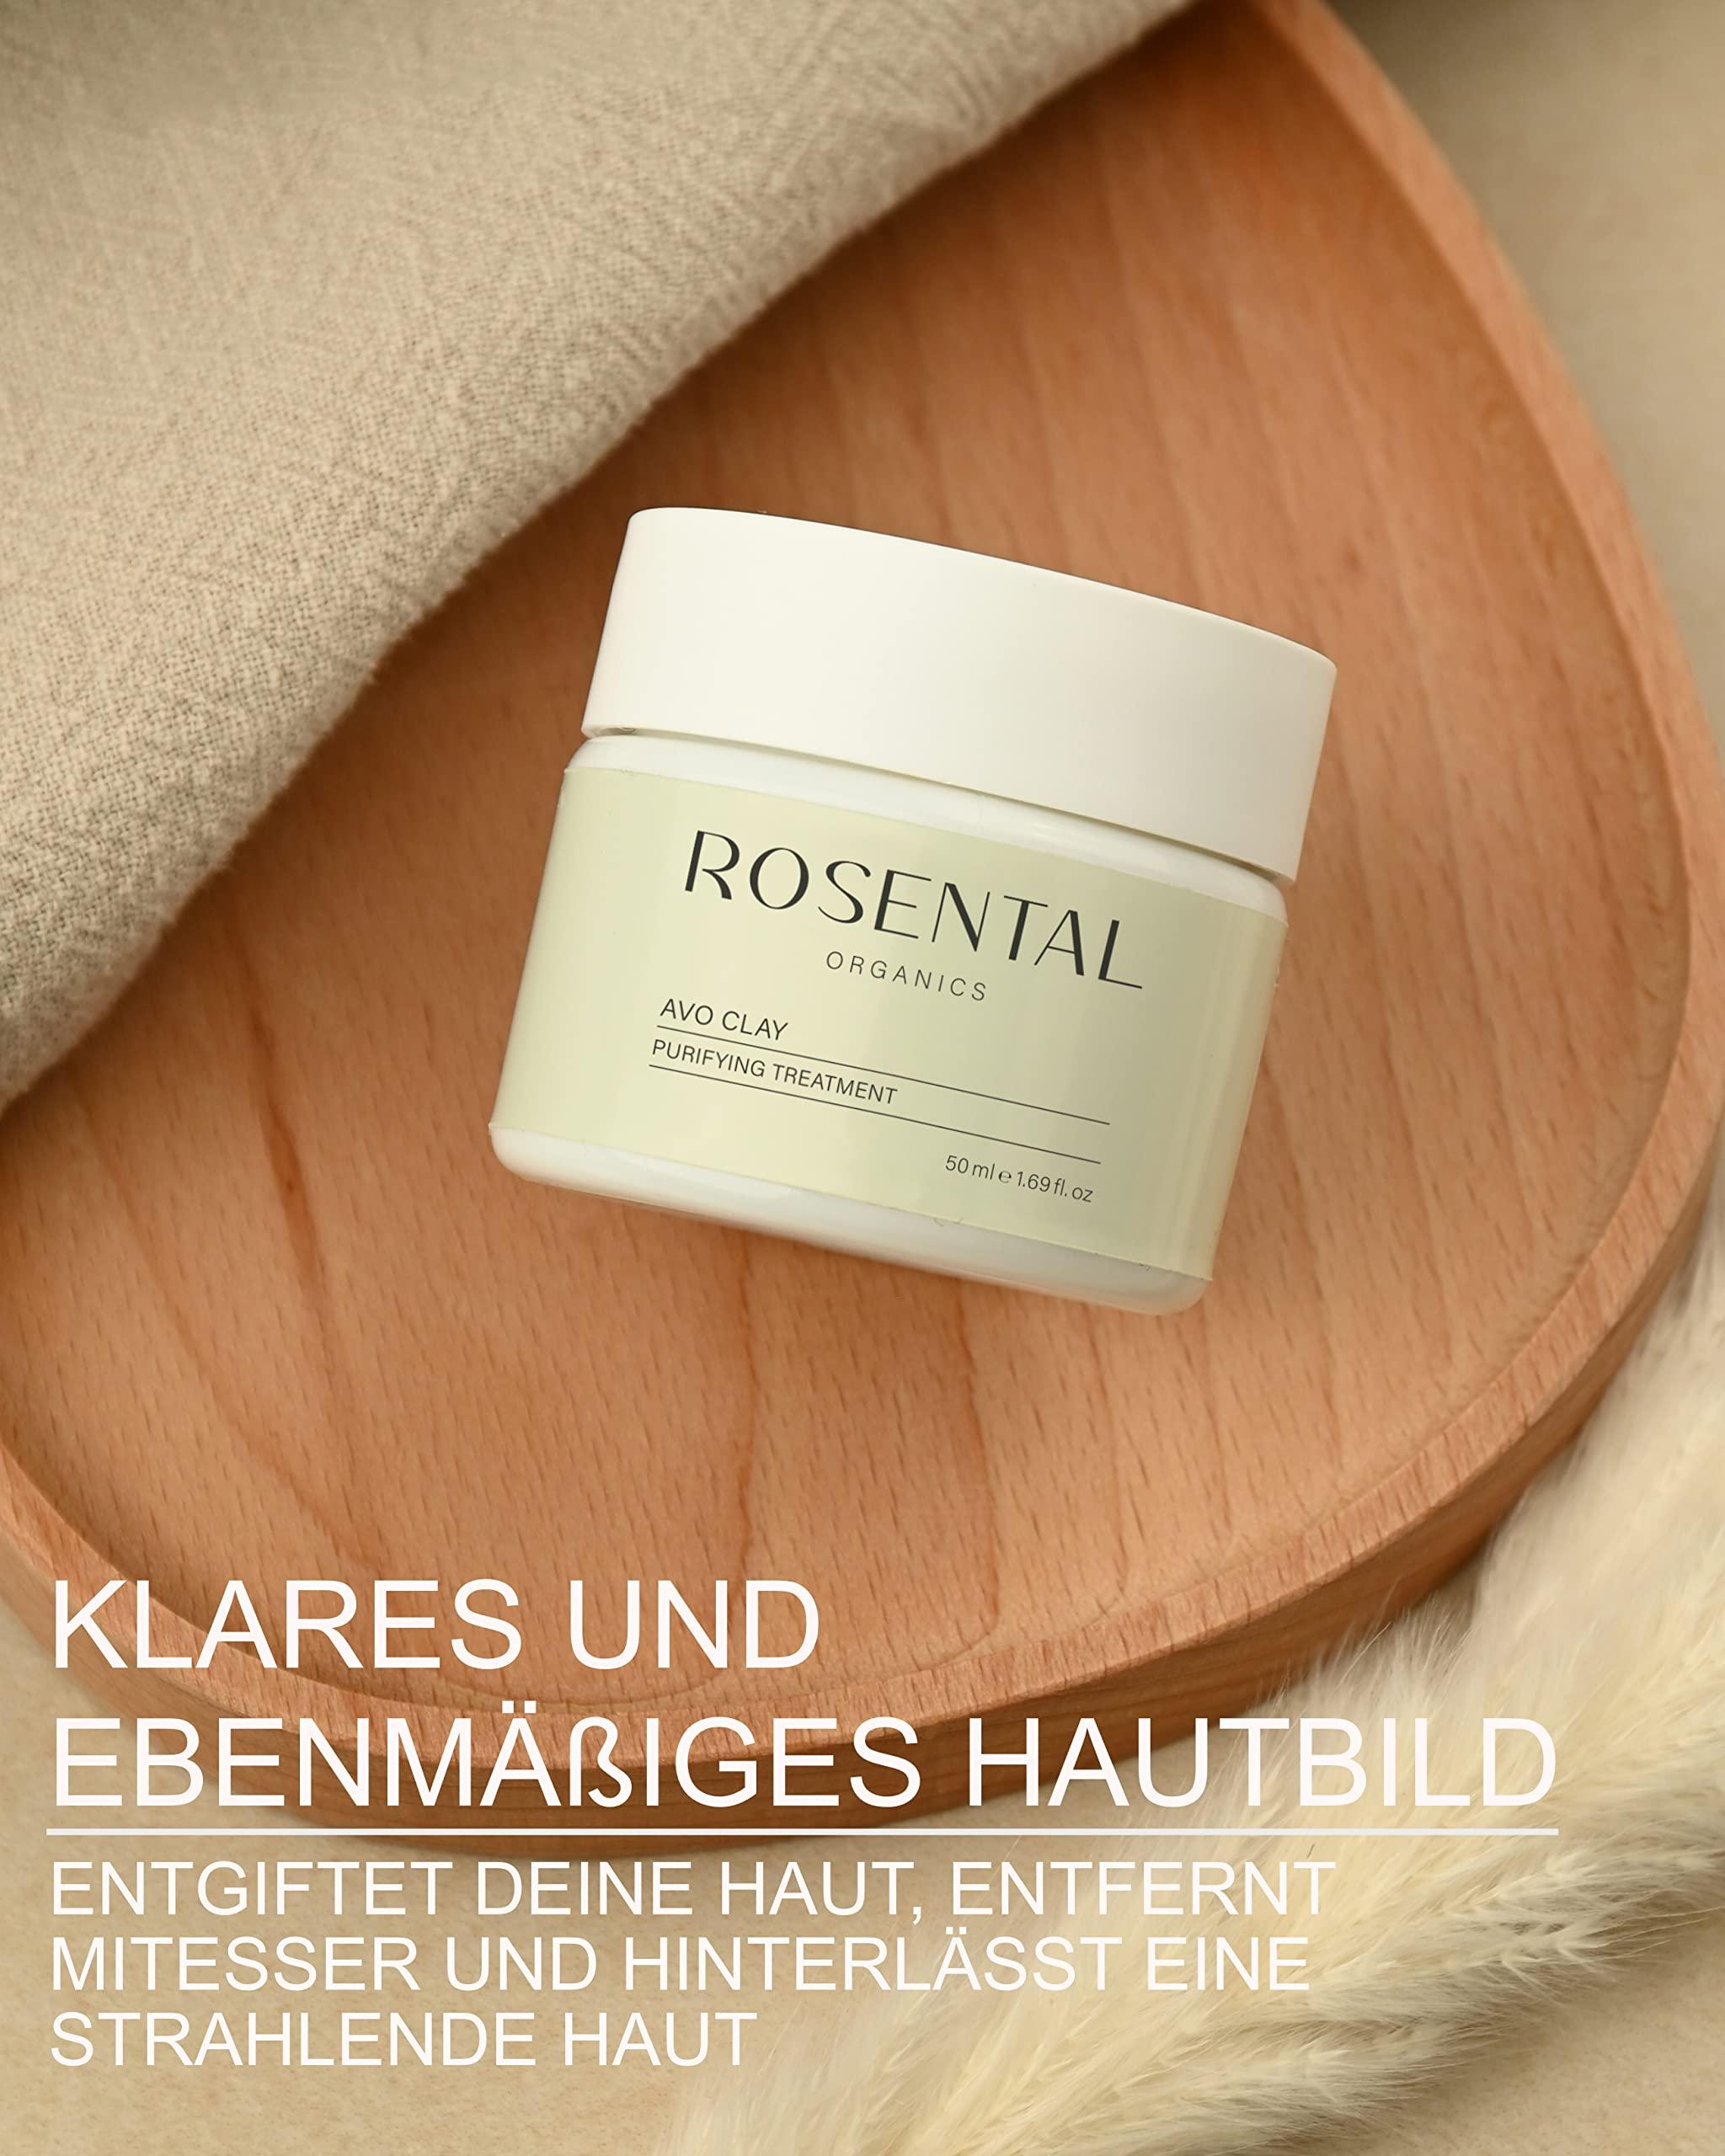 ROSENTAL
ORGANICS
AVO CLAY
PURIFYING TREATMENT
50 ml ℮ 1.69 fl. oz
KLARES UND
EBENMÄßIGES HAUTBILD
ENTGIFTET DEINE HAUT, ENTFERNT
MITESSER UND HINTERLÄSST EINE
STRAHLENDE HAUT